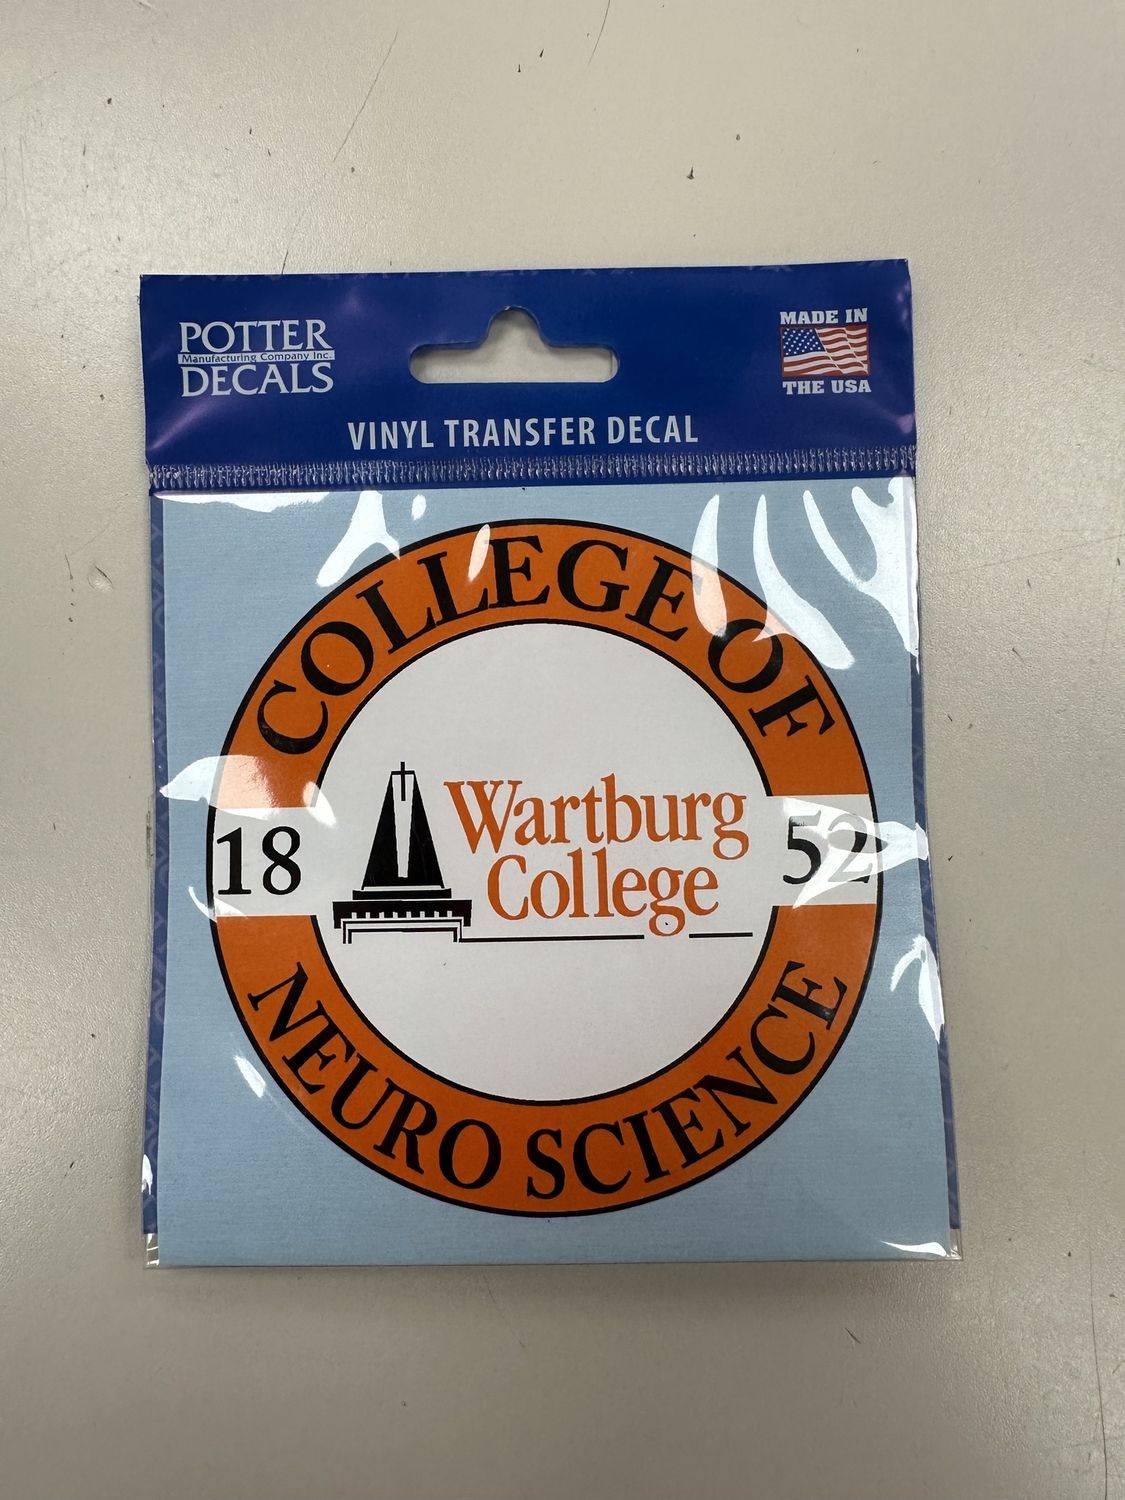 POTTER
Manufacturing Company Inc.
DECALS
MADE IN
THE USA
VINYL TRANSFER DECAL
COLLEGE OF
18
Wartburg
College
52
NEURO SCIENCE